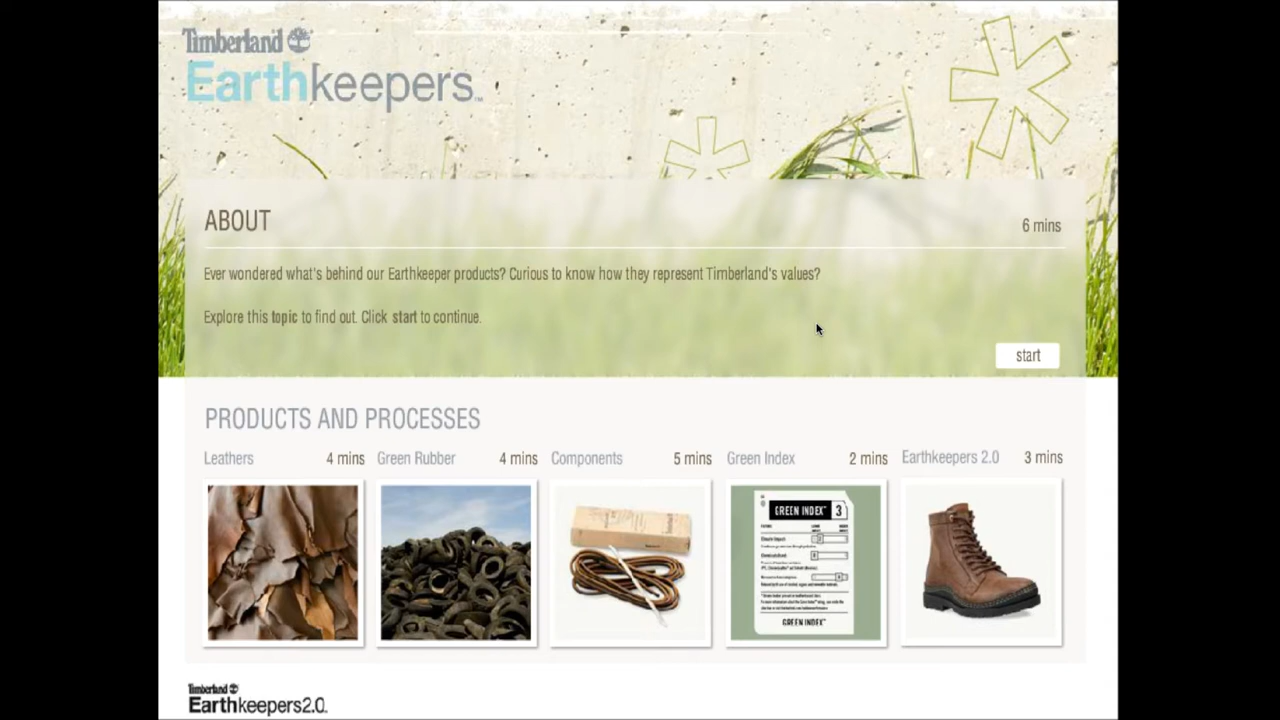 Timberland
Earthkeepers™
ABOUT
6 mins
Ever wondered what's behind our Earthkeeper products? Curious to know how they represent Timberland's values?
Explore this topic to find out. Click start to continue.
start
PRODUCTS AND PROCESSES
Leathers 4 mins
Green Rubber 4 mins
Components 5 mins
Green Index 2 mins
Earthkeepers 2.0 3 mins
GREEN INDEX™ 3
GREEN INDEX™
Timberland
Earthkeepers2.0.